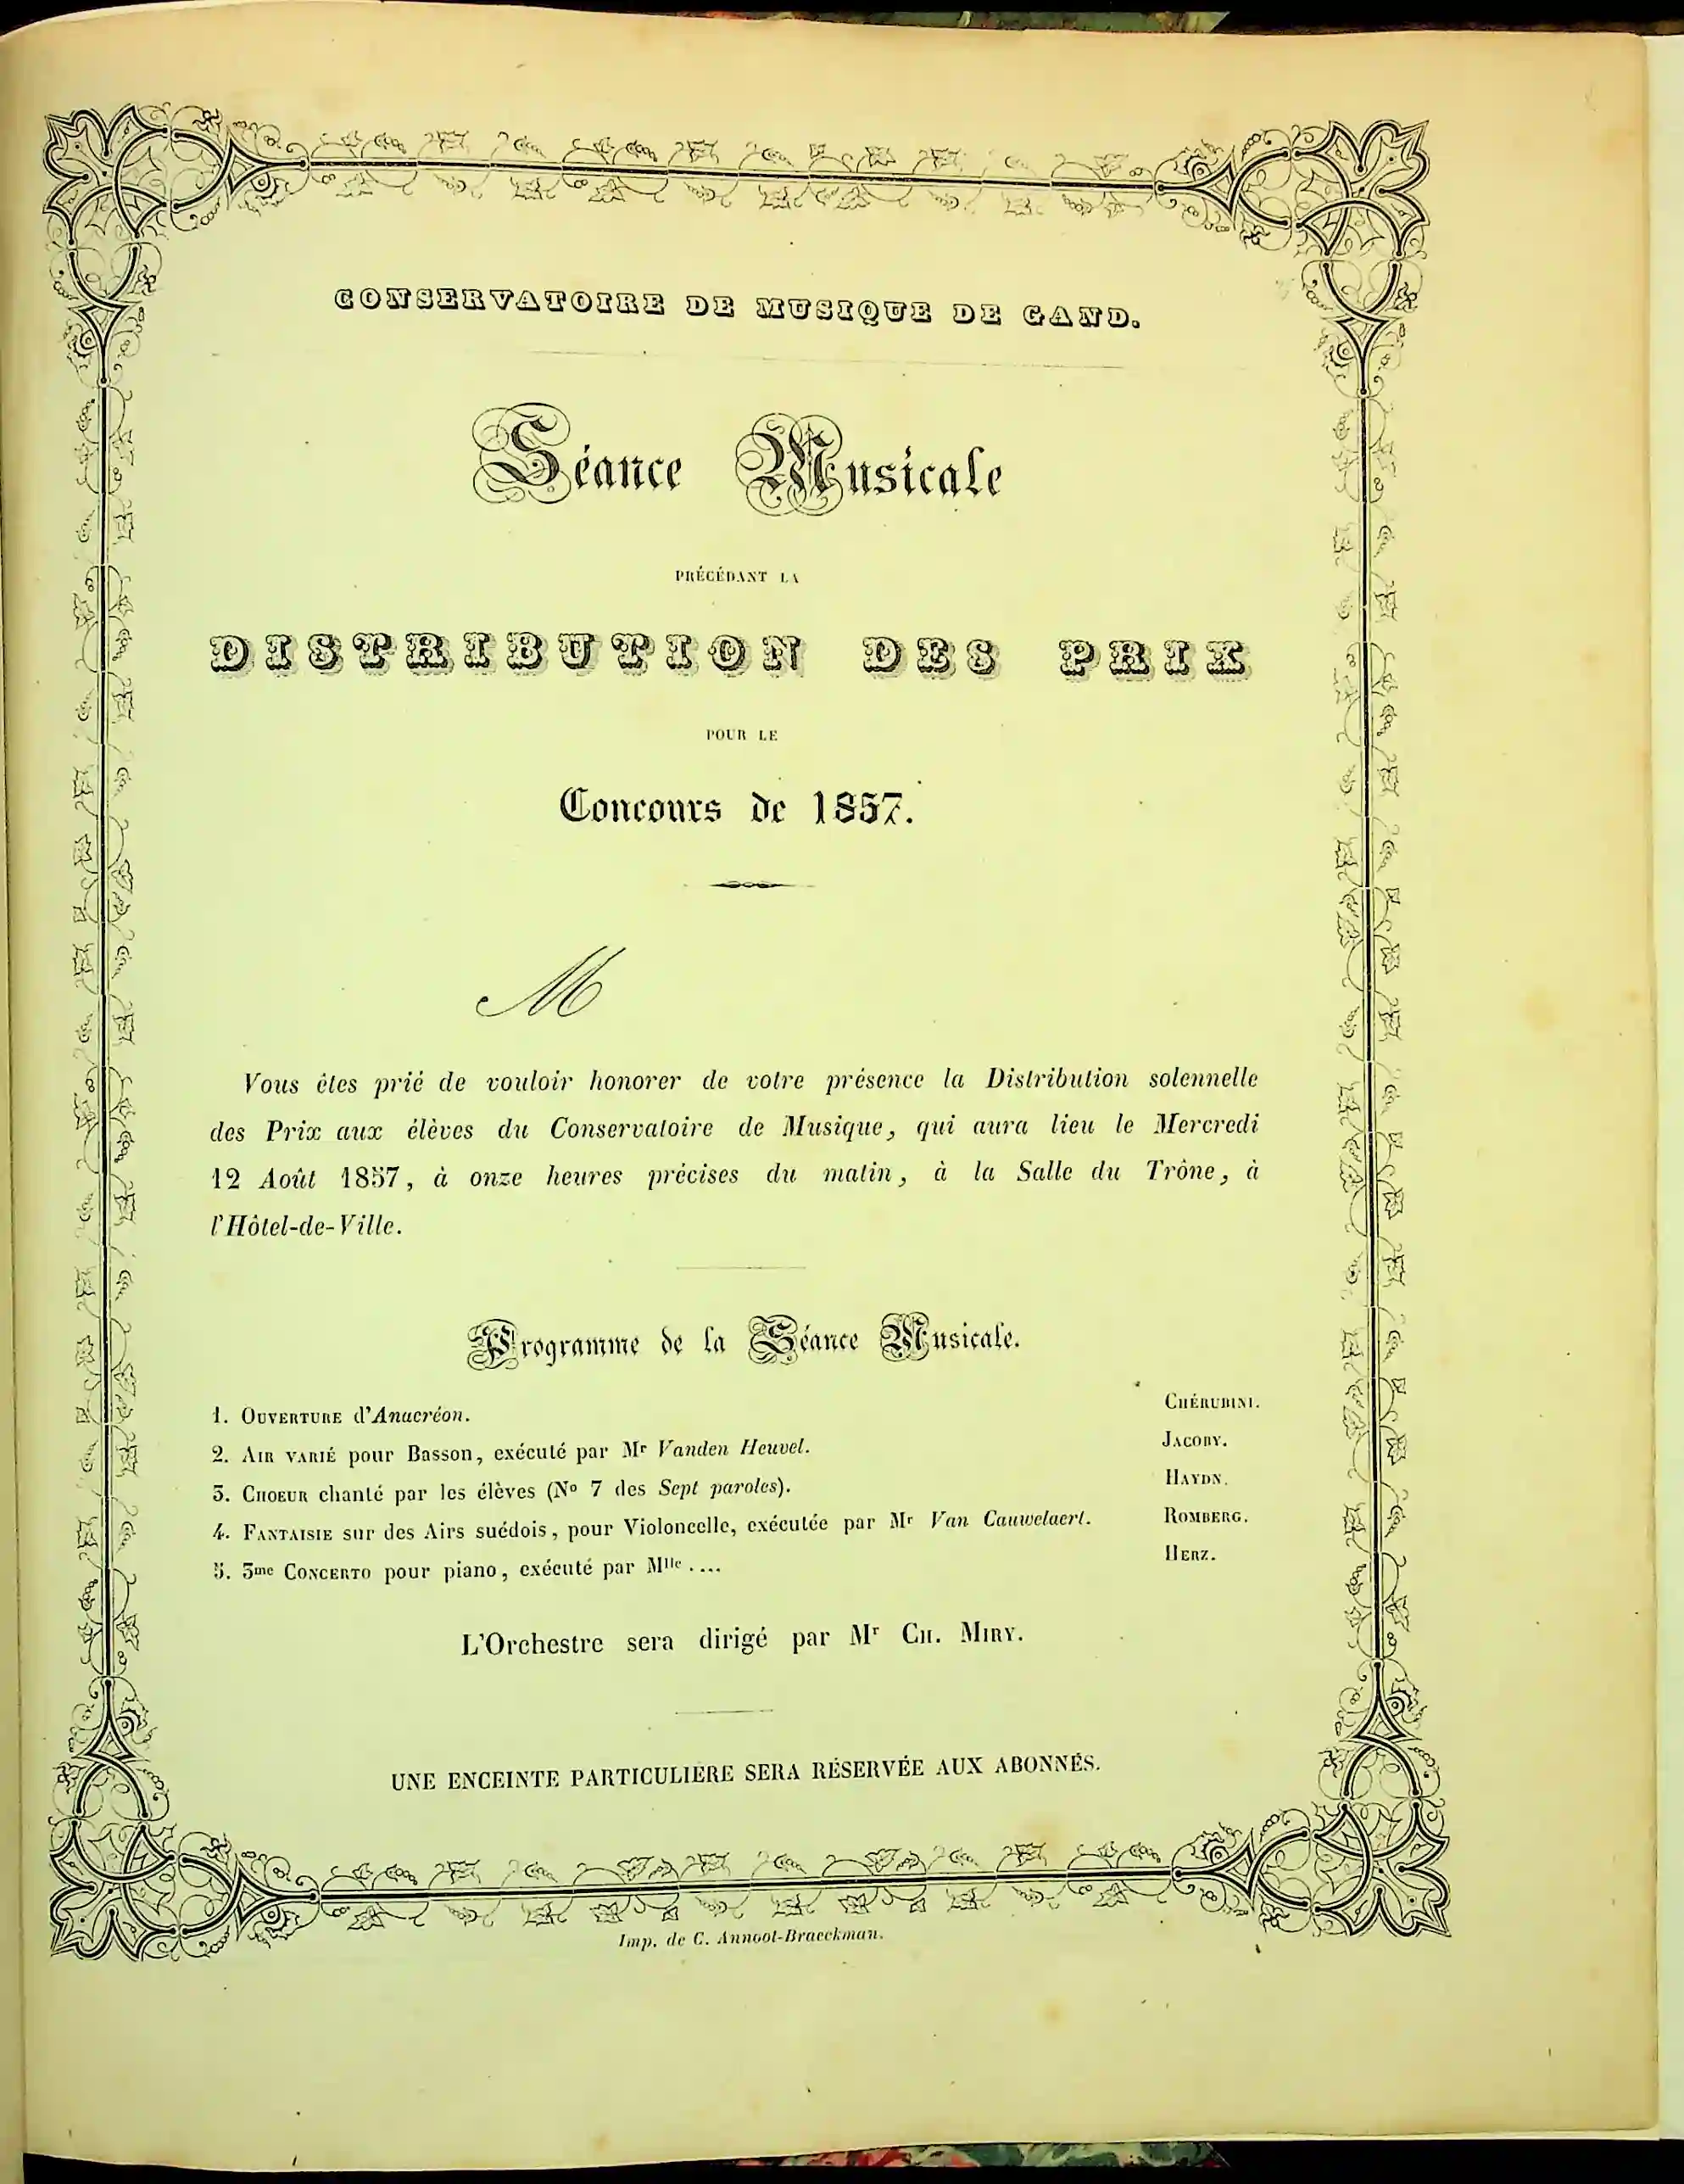 CONSERVATOIRE DE MUSIQUE DE GAND.
Séance Musicale
PRÉCÉDANT LA
DISTRIBUTION DES PRIX
POUR LE
Concours de 1857.
M
Vous êtes prié de vouloir honorer de votre présence la Distribution solennelle
des Prix aux élèves du Conservatoire de Musique, qui aura lieu le Mercredi
12 Août 1857, à onze heures précises du matin, à la Salle du Trône, à
l'Hôtel-de-Ville.
Programme de la Séance Musicale.
1. OUVERTURE d'Anacréon. CHÉRUBINI.
2. AIR VARIÉ pour Basson, exécuté par Mr Vanden Heuvel. JACOBY.
3. CHOEUR chanté par les élèves (No 7 des Sept paroles). HAYDN.
4. FANTAISIE sur des Airs suédois, pour Violoncelle, exécutée par Mr Van Cauwelaert. ROMBERG.
5. 3me CONCERTO pour piano, exécuté par Mlle .... HERZ.
L'Orchestre sera dirigé par Mr CH. MIRY.
UNE ENCEINTE PARTICULIÈRE SERA RÉSERVÉE AUX ABONNÉS.
Imp. de C. Annoot-Braeckman.